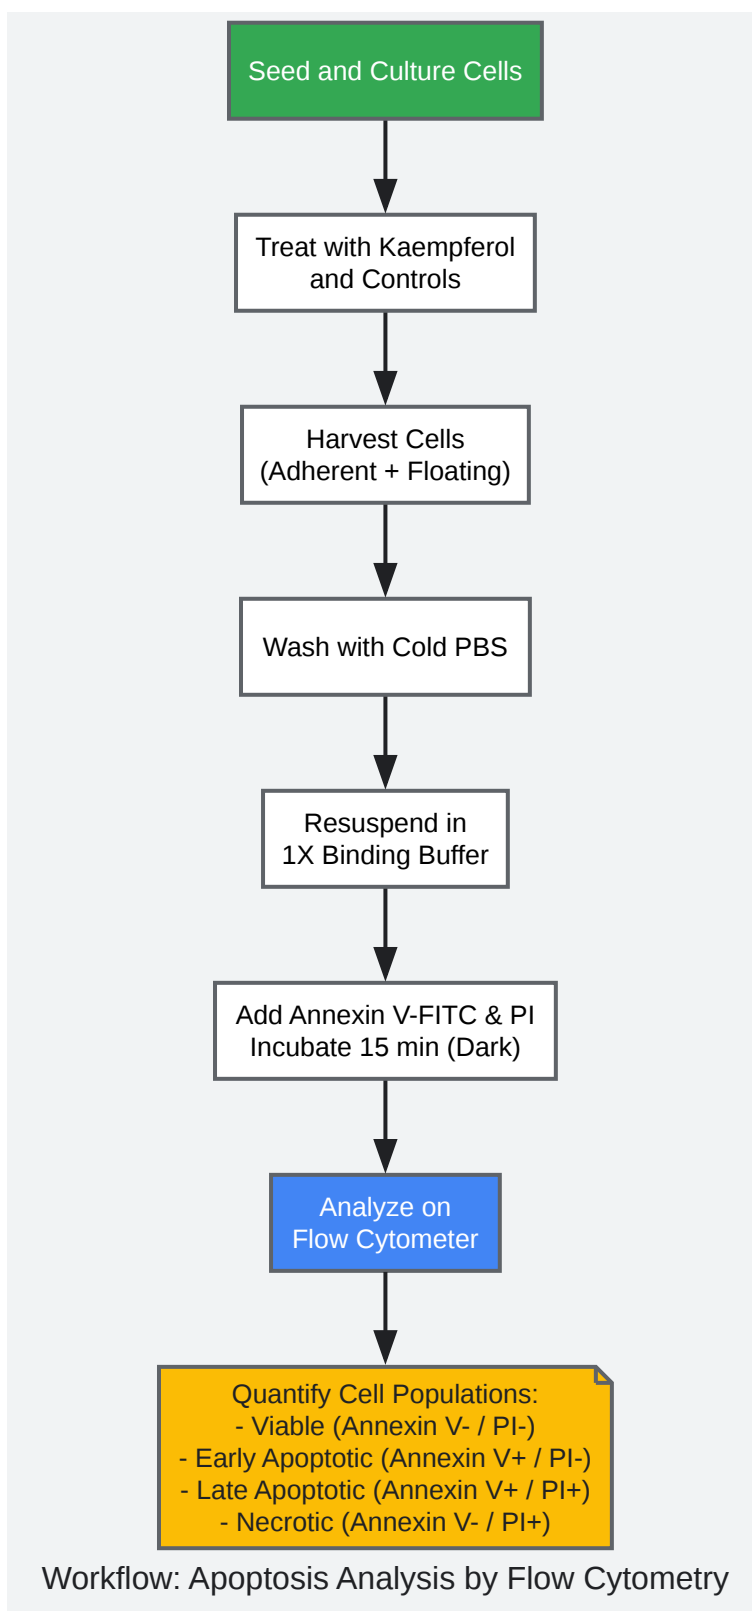 Seed and Culture Cells
Treat with Kaempferol
and Controls
Harvest Cells
(Adherent + Floating)
Wash with Cold PBS
Resuspend in
1X Binding Buffer
Add Annexin V-FITC & PI
Incubate 15 min (Dark)
Analyze on
Flow Cytometer
Quantify Cell Populations:
- Viable (Annexin V- / PI-)
- Early Apoptotic (Annexin V+ / PI-)
- Late Apoptotic (Annexin V+ / PI+)
- Necrotic (Annexin V- / PI+)
Workflow: Apoptosis Analysis by Flow Cytometry